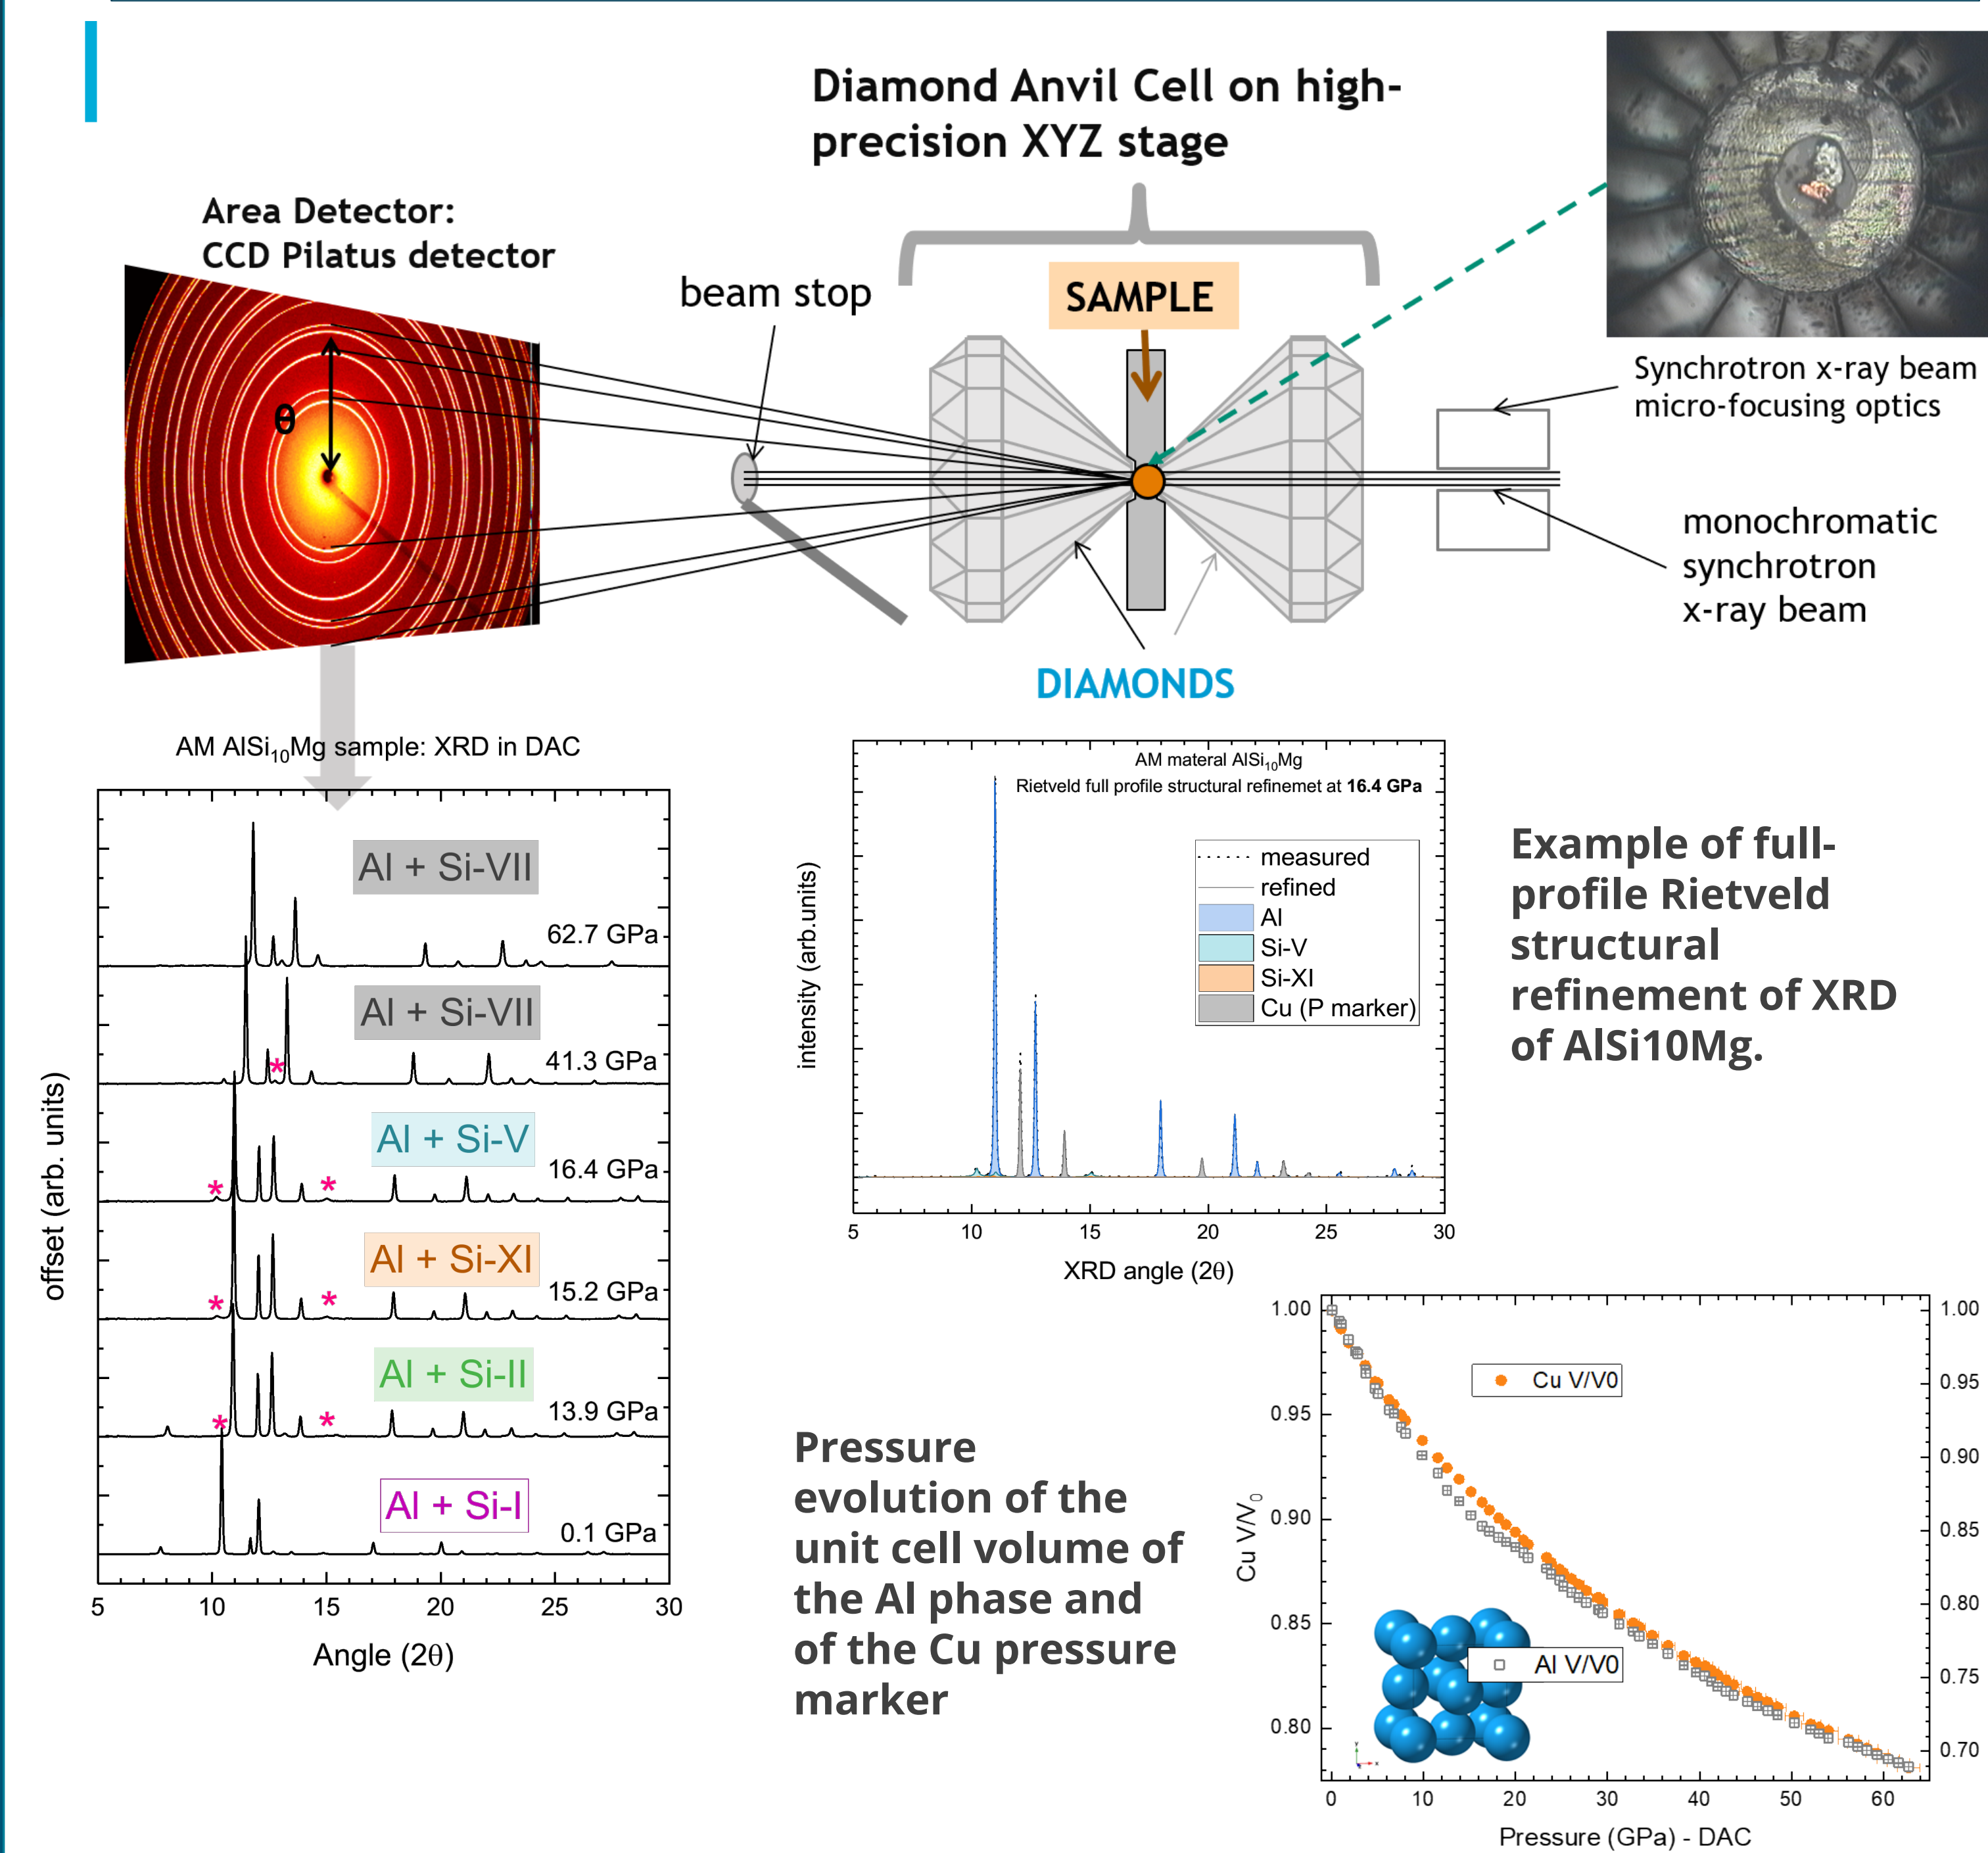 Diamond Anvil Cell on high-
precision XYZ stage
Area Detector:
CCD Pilatus detector
beam stop
SAMPLE
θ
Synchrotron x-ray beam
micro-focusing optics
monochromatic
synchrotron
x-ray beam
DIAMONDS
AM AlSi10Mg sample: XRD in DAC
Al + Si-VII
62.7 GPa
Al + Si-VII
41.3 GPa
*
Al + Si-V
16.4 GPa
* *
Al + Si-XI
15.2 GPa
* *
Al + Si-II
13.9 GPa
* *
Al + Si-I
0.1 GPa
offset (arb. units)
5 10 15 20 25 30
Angle (2θ)
AM materal AlSi10Mg
Rietveld full profile structural refinemet at 16.4 GPa
measured
refined
Al
Si-V
Si-XI
Cu (P marker)
intensity (arb.units)
5 10 15 20 25 30
XRD angle (2θ)
Example of full-
profile Rietveld
structural
refinement of XRD
of AlSi10Mg.
Pressure
evolution of the
unit cell volume of
the Al phase and
of the Cu pressure
marker
1.00
0.95
0.90
0.85
0.80
Cu V/V0
Cu V/V0
Al V/V0
1.00
0.95
0.90
0.85
0.80
0.75
0.70
0 10 20 30 40 50 60
Pressure (GPa) - DAC